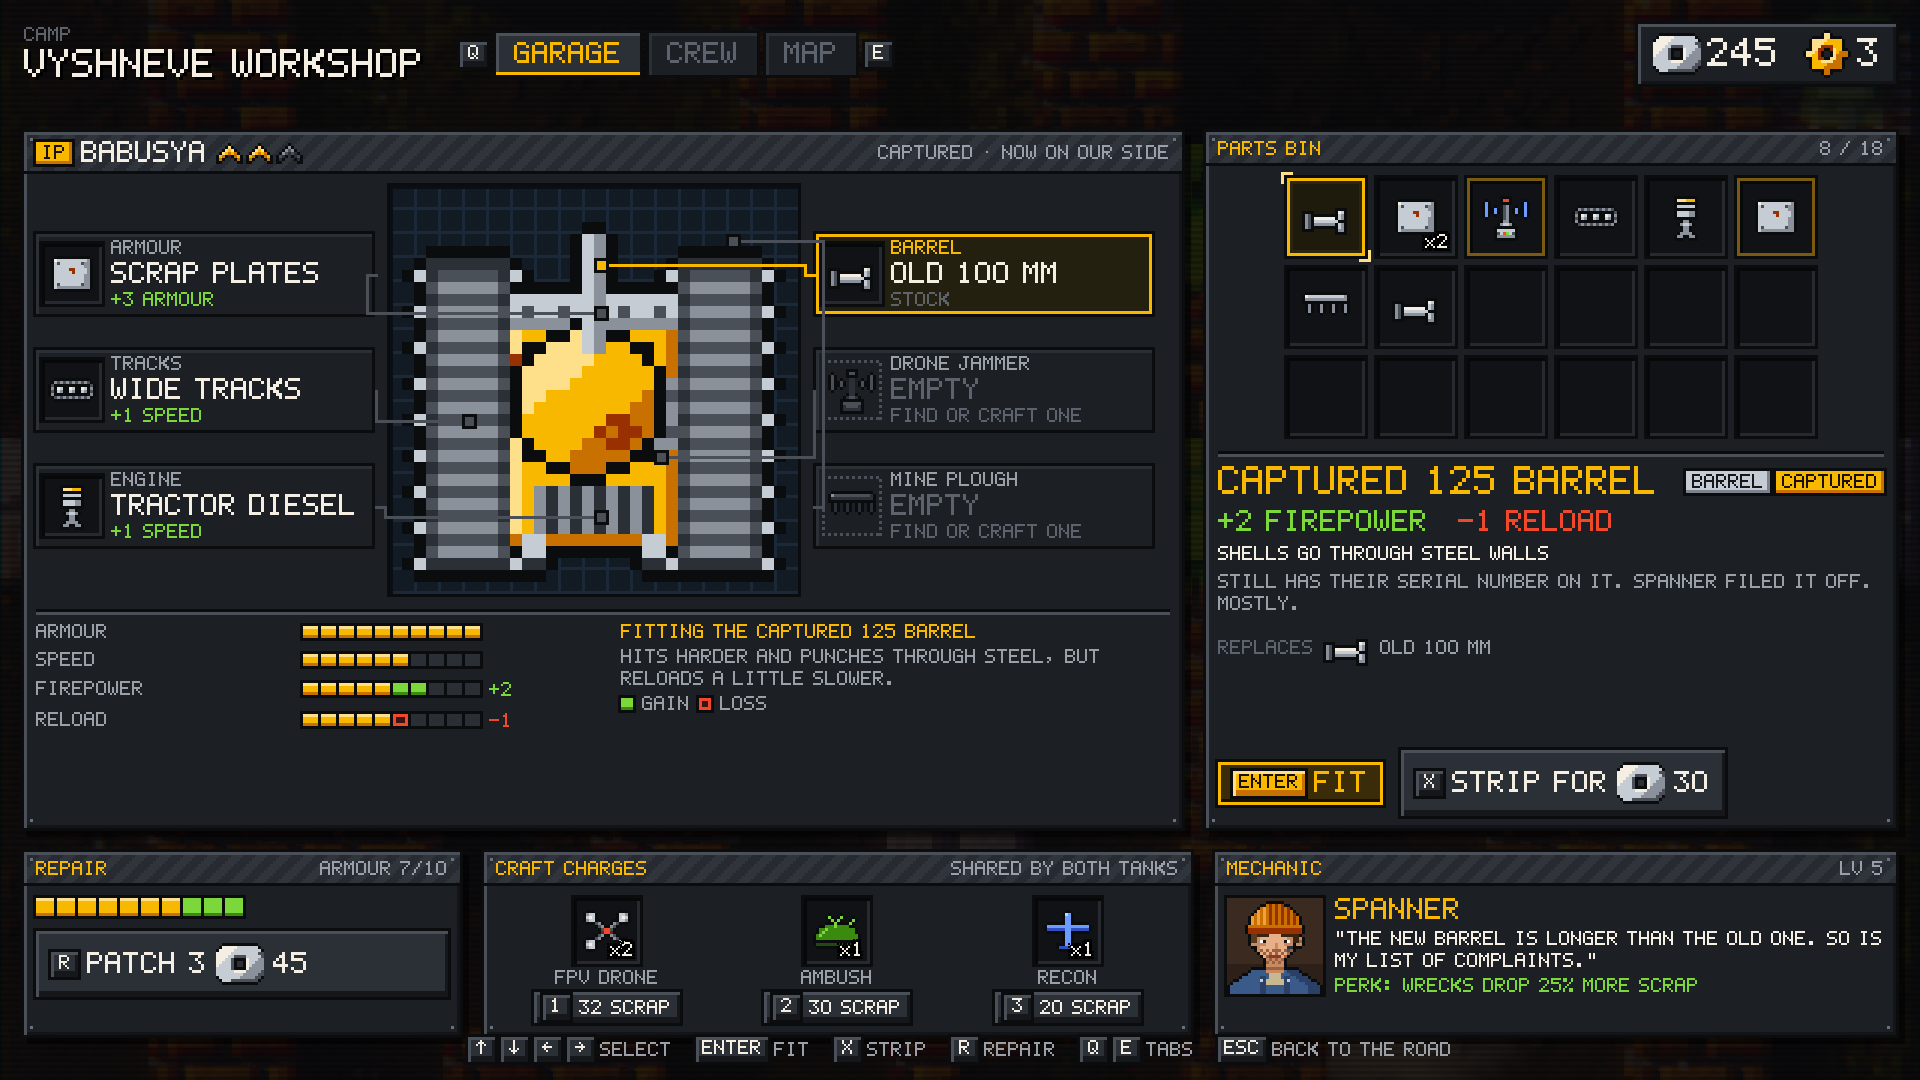 CAMP
VYSHNEVE WORKSHOP
Q GARAGE CREW MAP E
245 3
IP BABUSYA
CAPTURED · NOW ON OUR SIDE
ARMOUR
SCRAP PLATES
+3 ARMOUR
TRACKS
WIDE TRACKS
+1 SPEED
ENGINE
TRACTOR DIESEL
+1 SPEED
BARREL
OLD 100 MM
STOCK
DRONE JAMMER
EMPTY
FIND OR CRAFT ONE
MINE PLOUGH
EMPTY
FIND OR CRAFT ONE
ARMOUR
SPEED
FIREPOWER +2
RELOAD -1
FITTING THE CAPTURED 125 BARREL
HITS HARDER AND PUNCHES THROUGH STEEL, BUT
RELOADS A LITTLE SLOWER.
GAIN LOSS
PARTS BIN 8 / 18
x2
CAPTURED 125 BARREL BARREL CAPTURED
+2 FIREPOWER -1 RELOAD
SHELLS GO THROUGH STEEL WALLS
STILL HAS THEIR SERIAL NUMBER ON IT. SPANNER FILED IT OFF.
MOSTLY.
REPLACES OLD 100 MM
ENTER FIT
X STRIP FOR 30
REPAIR ARMOUR 7/10
R PATCH 3 45
CRAFT CHARGES SHARED BY BOTH TANKS
x2 x1 x1
FPV DRONE AMBUSH RECON
1 32 SCRAP 2 30 SCRAP 3 20 SCRAP
MECHANIC LV 5
SPANNER
"THE NEW BARREL IS LONGER THAN THE OLD ONE. SO IS
MY LIST OF COMPLAINTS."
PERK: WRECKS DROP 25% MORE SCRAP
↑ ↓ ← → SELECT ENTER FIT X STRIP R REPAIR Q E TABS ESC BACK TO THE ROAD